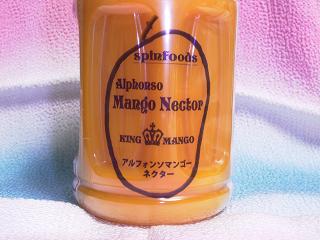 spinfoods
Alphonso
Mango Nectar
KING MANGO
アルフォンソマンゴー
ネクター